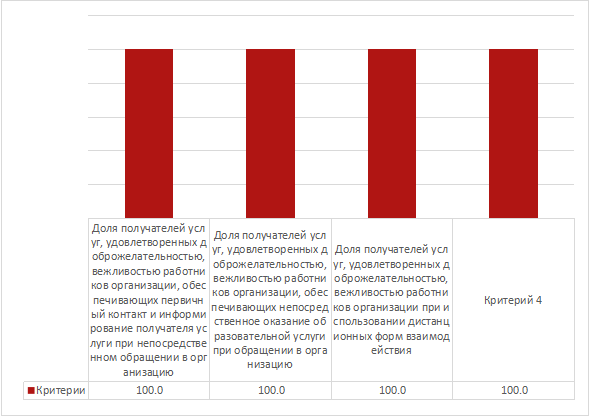 Доля получателей усл
уг, удовлетворенных д
оброжелательностью,
вежливостью работни
ков организации, обес
печивающих первичн
ый контакт и информи
рование получателя ус
луги при непосредстве
нном обращении в орг
анизацию
Доля получателей усл
уг, удовлетворенных д
оброжелательностью,
вежливостью работни
ков организации, обес
печивающих непосред
ственное оказание об
разовательной услуги
при обращении в орга
низацию
Доля получателей усл
уг, удовлетворенных д
оброжелательностью,
вежливостью работни
ков организации при и
спользовании дистанц
ионных форм взаимод
ействия
Критерий 4
Критерии 100.0 100.0 100.0 100.0